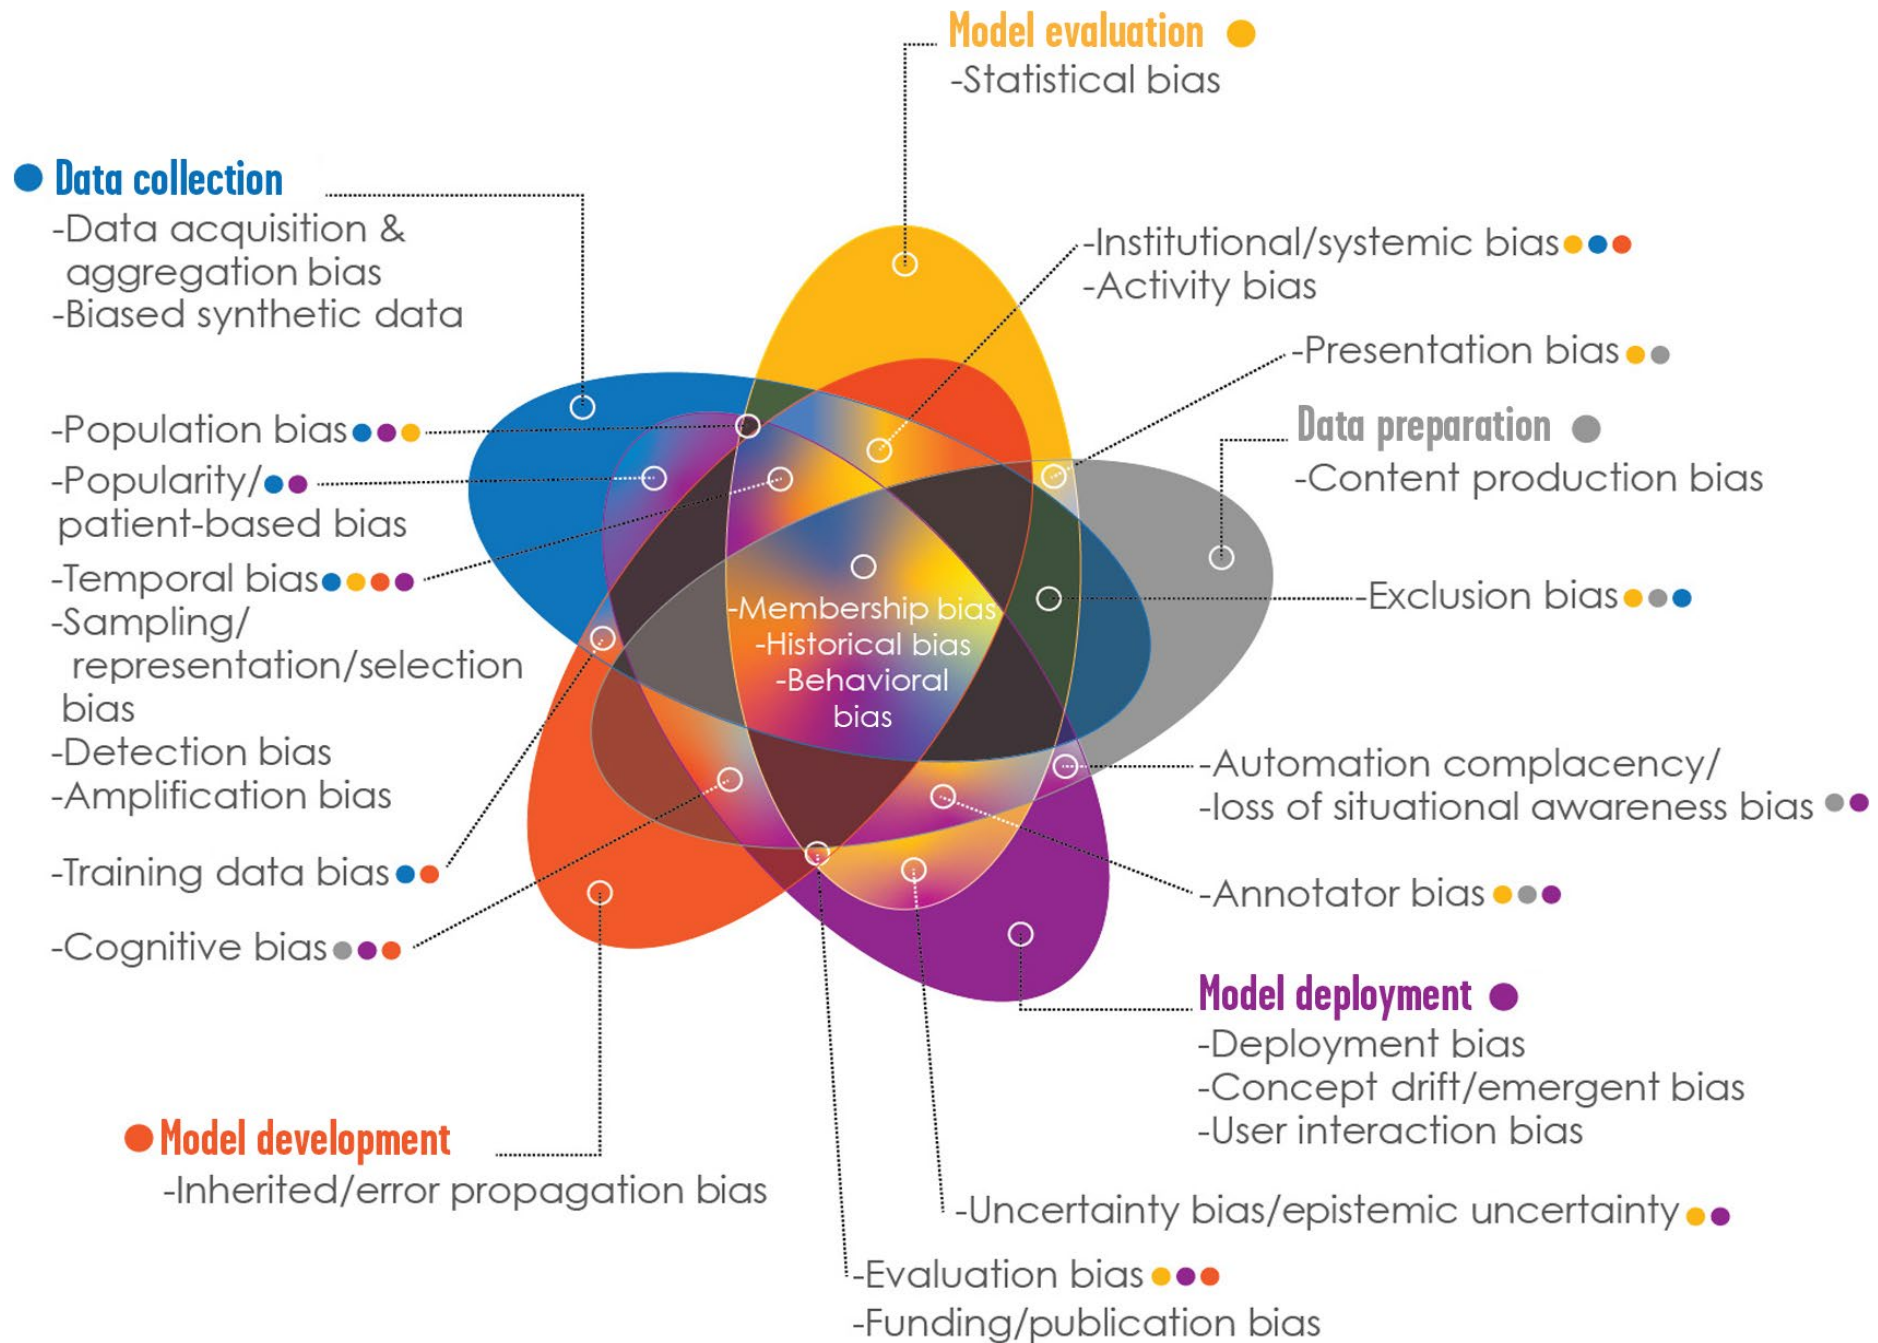 Model evaluation
-Statistical bias
Data collection
-Data acquisition &
aggregation bias
-Biased synthetic data
-Institutional/systemic bias
-Activity bias
-Presentation bias
Data preparation
-Content production bias
-Population bias
-Popularity/
patient-based bias
-Temporal bias
-Sampling/
representation/selection
bias
-Detection bias
-Amplification bias
-Training data bias
-Cognitive bias
-Membership bias
-Historical bias
-Behavioral
bias
-Exclusion bias
-Automation complacency/
-loss of situational awareness bias
-Annotator bias
Model deployment
-Deployment bias
-Concept drift/emergent bias
-User interaction bias
Model development
-Inherited/error propagation bias
-Uncertainty bias/epistemic uncertainty
-Evaluation bias
-Funding/publication bias